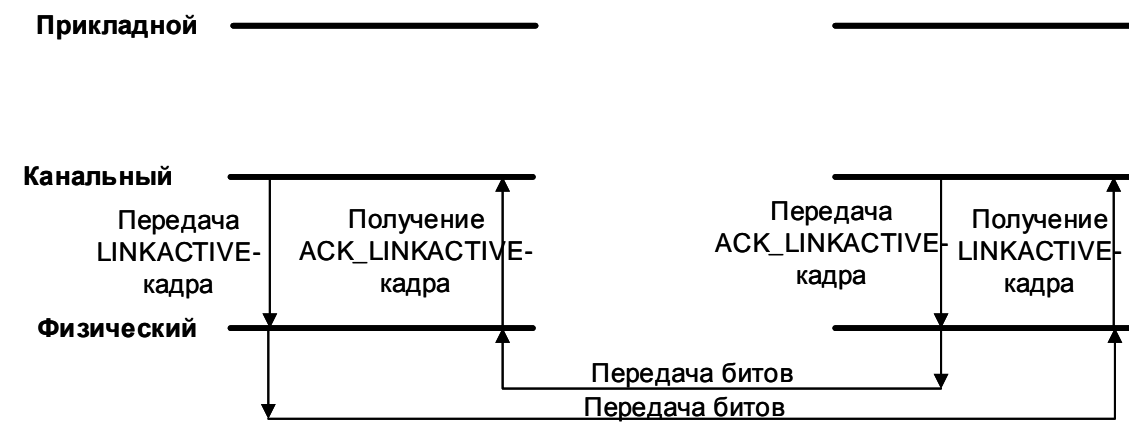 Прикладной
Канальный
Передача
LINKACTIVE-
кадра
Получение
ACK_LINKACTIVE-
кадра
Передача
ACK_LINKACTIVE-
кадра
Получение
LINKACTIVE-
кадра
Физический
Передача битов
Передача битов